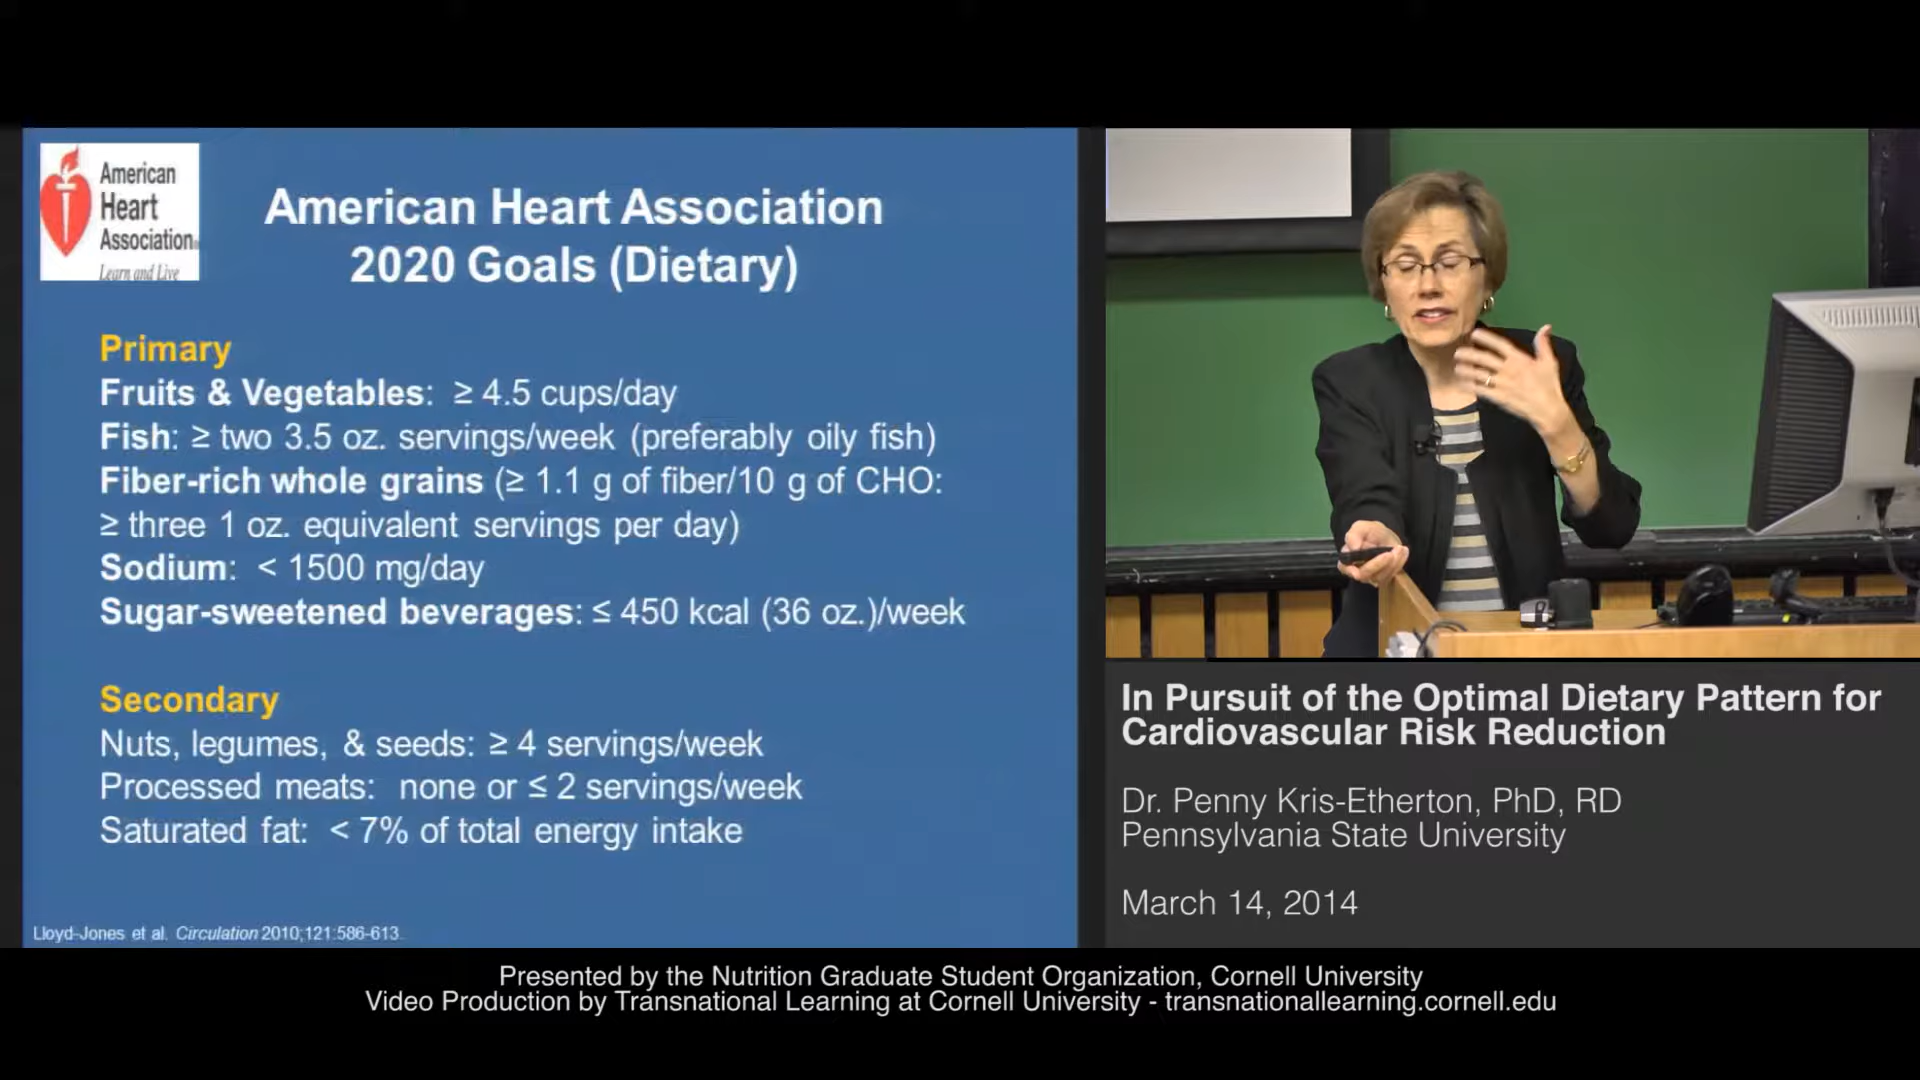 American
Heart
Association®
Learn and Live
American Heart Association
2020 Goals (Dietary)
Primary
Fruits & Vegetables: ≥ 4.5 cups/day
Fish: ≥ two 3.5 oz. servings/week (preferably oily fish)
Fiber-rich whole grains (≥ 1.1 g of fiber/10 g of CHO:
≥ three 1 oz. equivalent servings per day)
Sodium: < 1500 mg/day
Sugar-sweetened beverages: ≤ 450 kcal (36 oz.)/week
Secondary
Nuts, legumes, & seeds: ≥ 4 servings/week
Processed meats: none or ≤ 2 servings/week
Saturated fat: < 7% of total energy intake
Lloyd-Jones et al. Circulation 2010;121:586-613.
In Pursuit of the Optimal Dietary Pattern for
Cardiovascular Risk Reduction
Dr. Penny Kris-Etherton, PhD, RD
Pennsylvania State University
March 14, 2014
Presented by the Nutrition Graduate Student Organization, Cornell University
Video Production by Transnational Learning at Cornell University - transnationallearning.cornell.edu